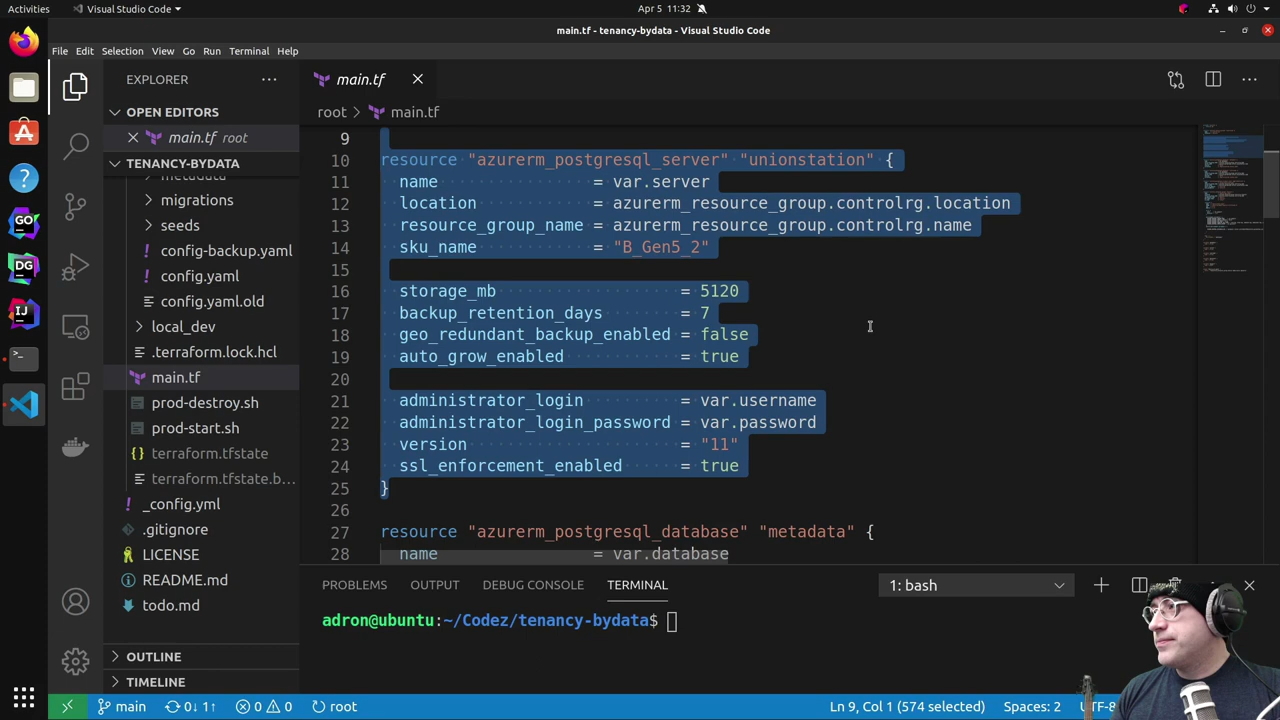 Activities
Visual Studio Code
Apr 5 11:32
main.tf - tenancy-bydata - Visual Studio Code
File Edit Selection View Go Run Terminal Help
EXPLORER
OPEN EDITORS
main.tf root
TENANCY-BYDATA
metadata
migrations
seeds
config-backup.yaml
config.yaml
config.yaml.old
local_dev
.terraform.lock.hcl
main.tf
prod-destroy.sh
prod-start.sh
terraform.tfstate
terraform.tfstate.b...
_config.yml
.gitignore
LICENSE
README.md
todo.md
OUTLINE
TIMELINE
main.tf
root > main.tf
9
10 resource "azurerm_postgresql_server" "unionstation" {
11 name = var.server
12 location = azurerm_resource_group.controlrg.location
13 resource_group_name = azurerm_resource_group.controlrg.name
14 sku_name = "B_Gen5_2"
15
16 storage_mb = 5120
17 backup_retention_days = 7
18 geo_redundant_backup_enabled = false
19 auto_grow_enabled = true
20
21 administrator_login = var.username
22 administrator_login_password = var.password
23 version = "11"
24 ssl_enforcement_enabled = true
25 }
26
27 resource "azurerm_postgresql_database" "metadata" {
28 name = var.database
PROBLEMS OUTPUT DEBUG CONSOLE TERMINAL
1: bash
adron@ubuntu:~/Codez/tenancy-bydata$
main 0↓ 1↑ 0 0 root
Ln 9, Col 1 (574 selected) Spaces: 2 UTF-8